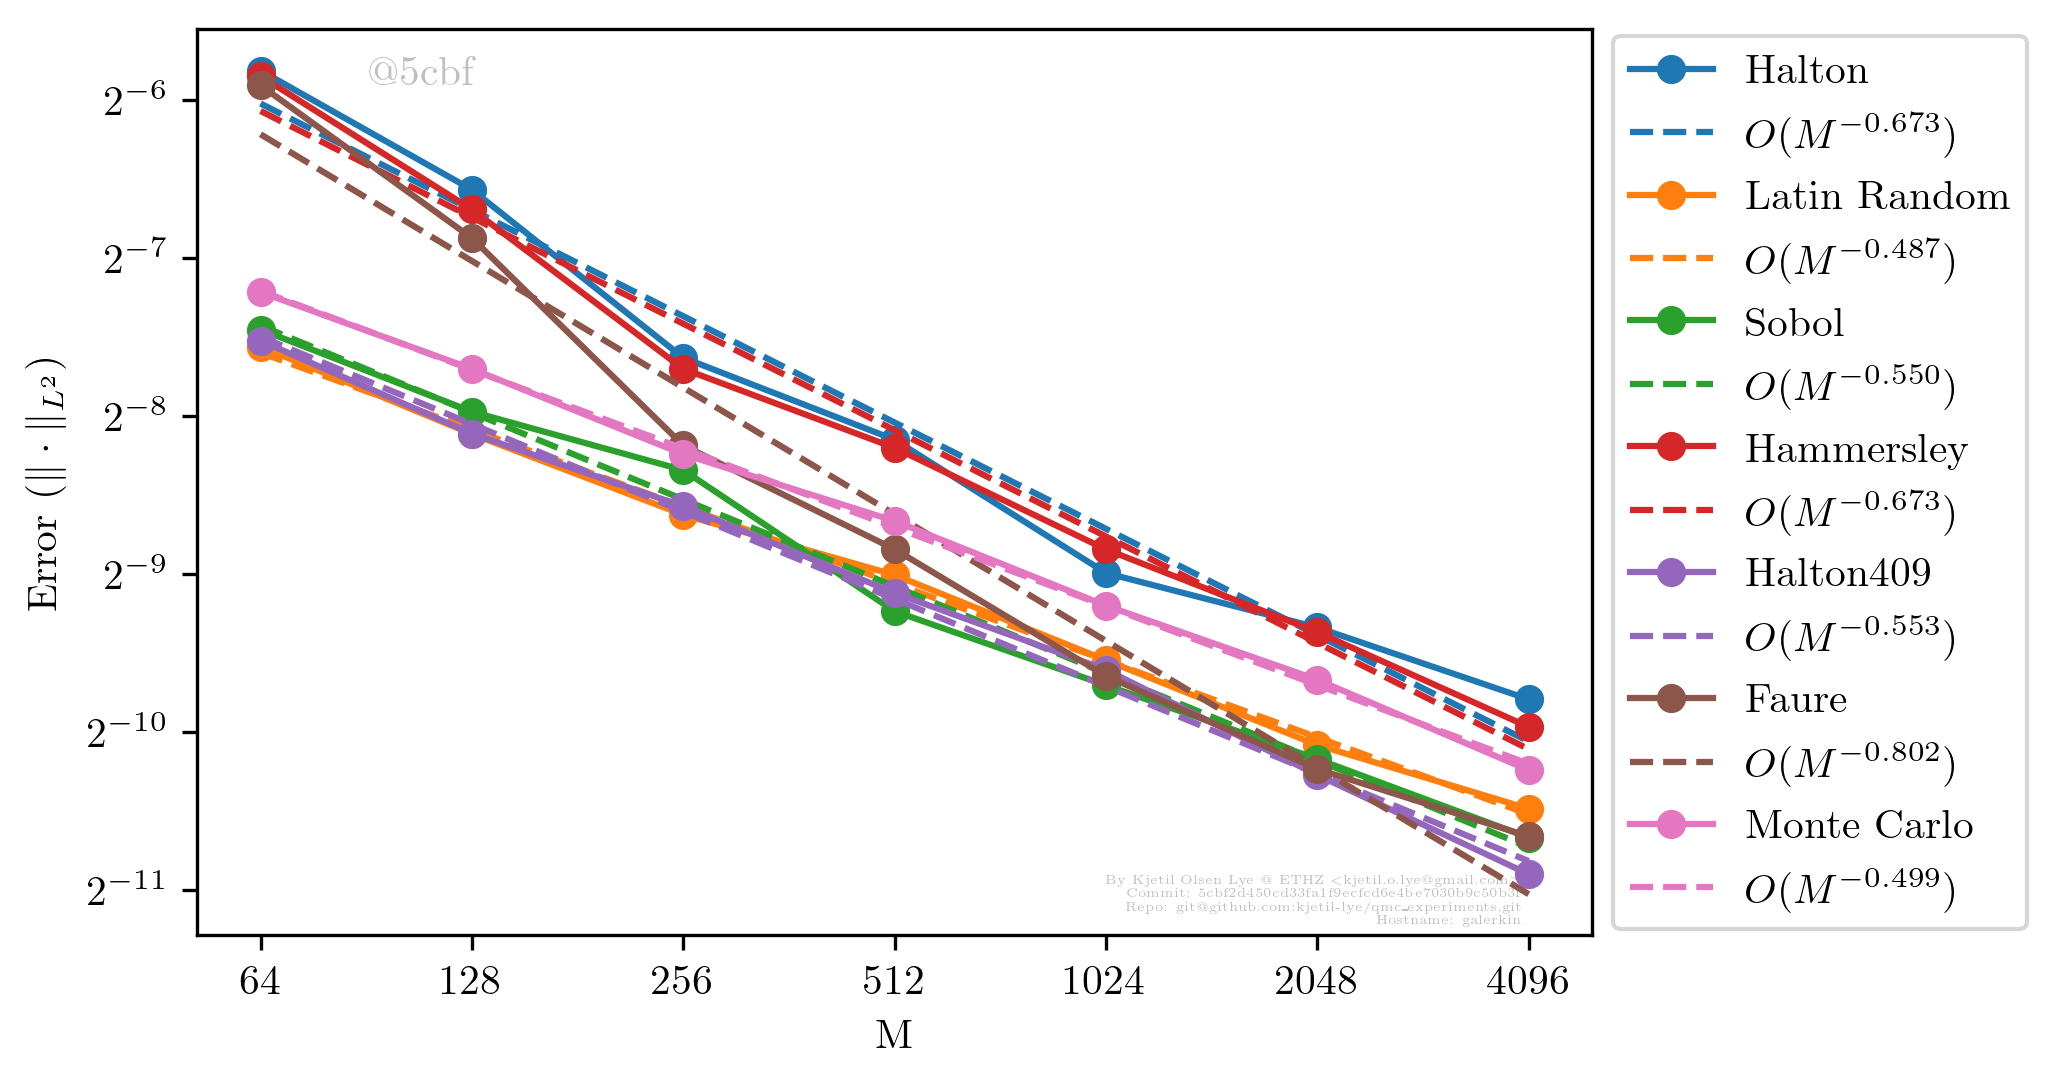 @5cbf
2^{-6}
2^{-7}
2^{-8}
2^{-9}
2^{-10}
2^{-11}
Error (|| · ||_{L^2})
64 128 256 512 1024 2048 4096
M
Halton
O(M^{-0.673})
Latin Random
O(M^{-0.487})
Sobol
O(M^{-0.550})
Hammersley
O(M^{-0.673})
Halton409
O(M^{-0.553})
Faure
O(M^{-0.802})
Monte Carlo
O(M^{-0.499})
By Kjetil Olsen Lye @ ETHZ <kjetil.o.lye@gmail.com>
Commit:
Repo: git@github.com:kjetil-lye/qmc_experiments.git
Hostname: galerkin